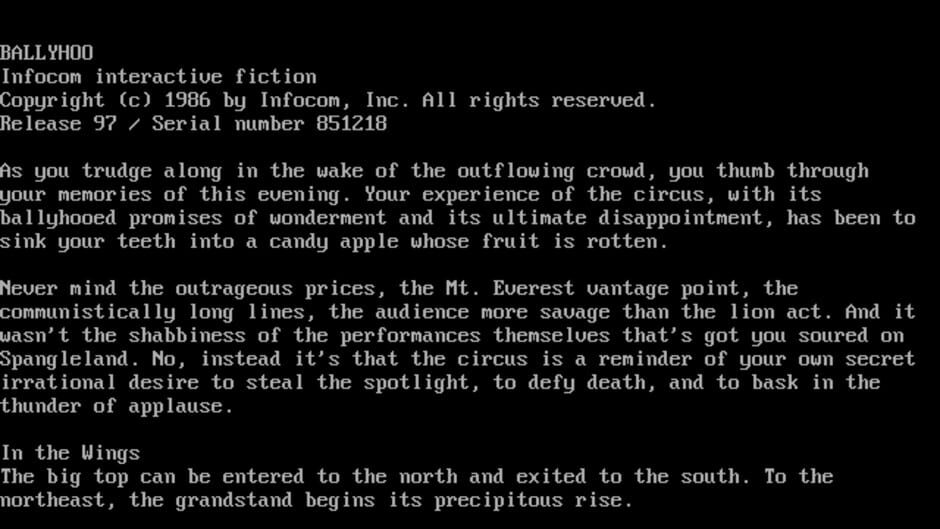 BALLYHOO
Infocom interactive fiction
Copyright (c) 1986 by Infocom, Inc. All rights reserved.
Release 97 / Serial number 851218
As you trudge along in the wake of the outflowing crowd, you thumb through
your memories of this evening. Your experience of the circus, with its
ballyhooed promises of wonderment and its ultimate disappointment, has been to
sink your teeth into a candy apple whose fruit is rotten.
Never mind the outrageous prices, the Mt. Everest vantage point, the
communistically long lines, the audience more savage than the lion act. And it
wasn't the shabbiness of the performances themselves that's got you soured on
Spangleland. No, instead it's that the circus is a reminder of your own secret
irrational desire to steal the spotlight, to defy death, and to bask in the
thunder of applause.
In the Wings
The big top can be entered to the north and exited to the south. To the
northeast, the grandstand begins its precipitous rise.